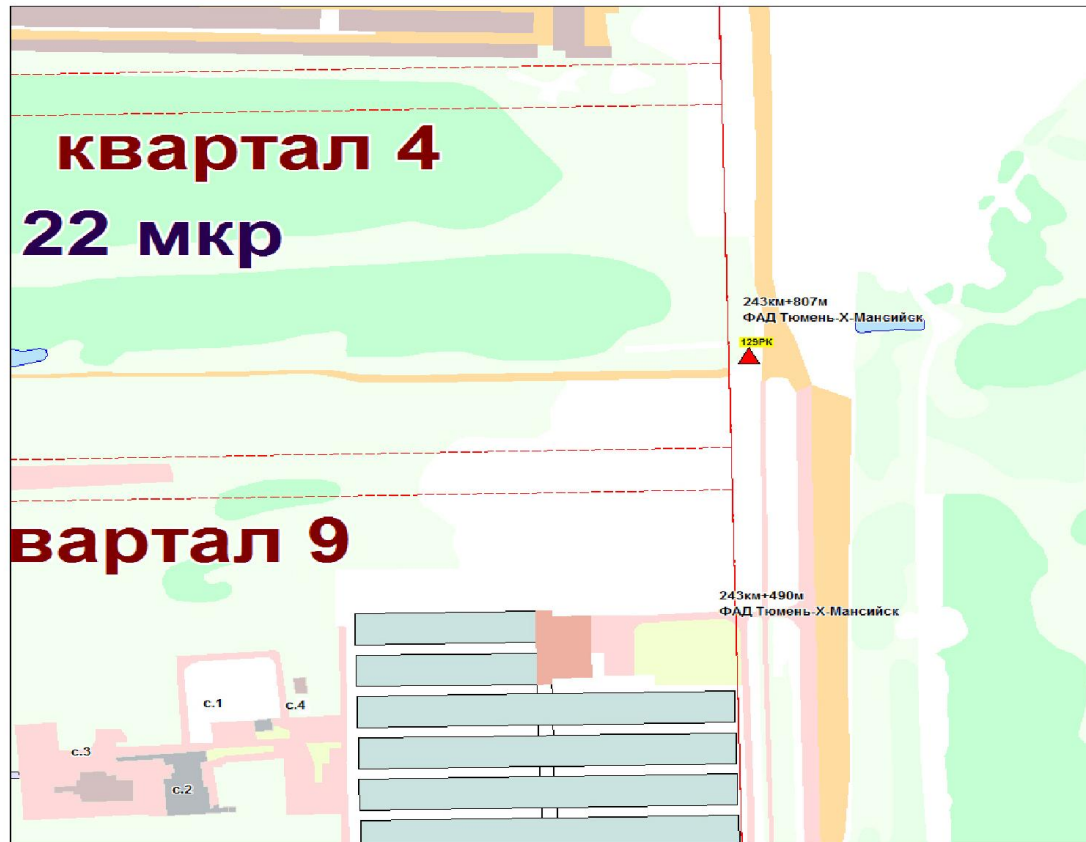 квартал 4
22 мкр
243км+807м
ФАД Тюмень-Х-Мансийск
129РК
вартал 9
243км+490м
ФАД Тюмень-Х-Мансийск
с.1
с.4
с.3
с.2